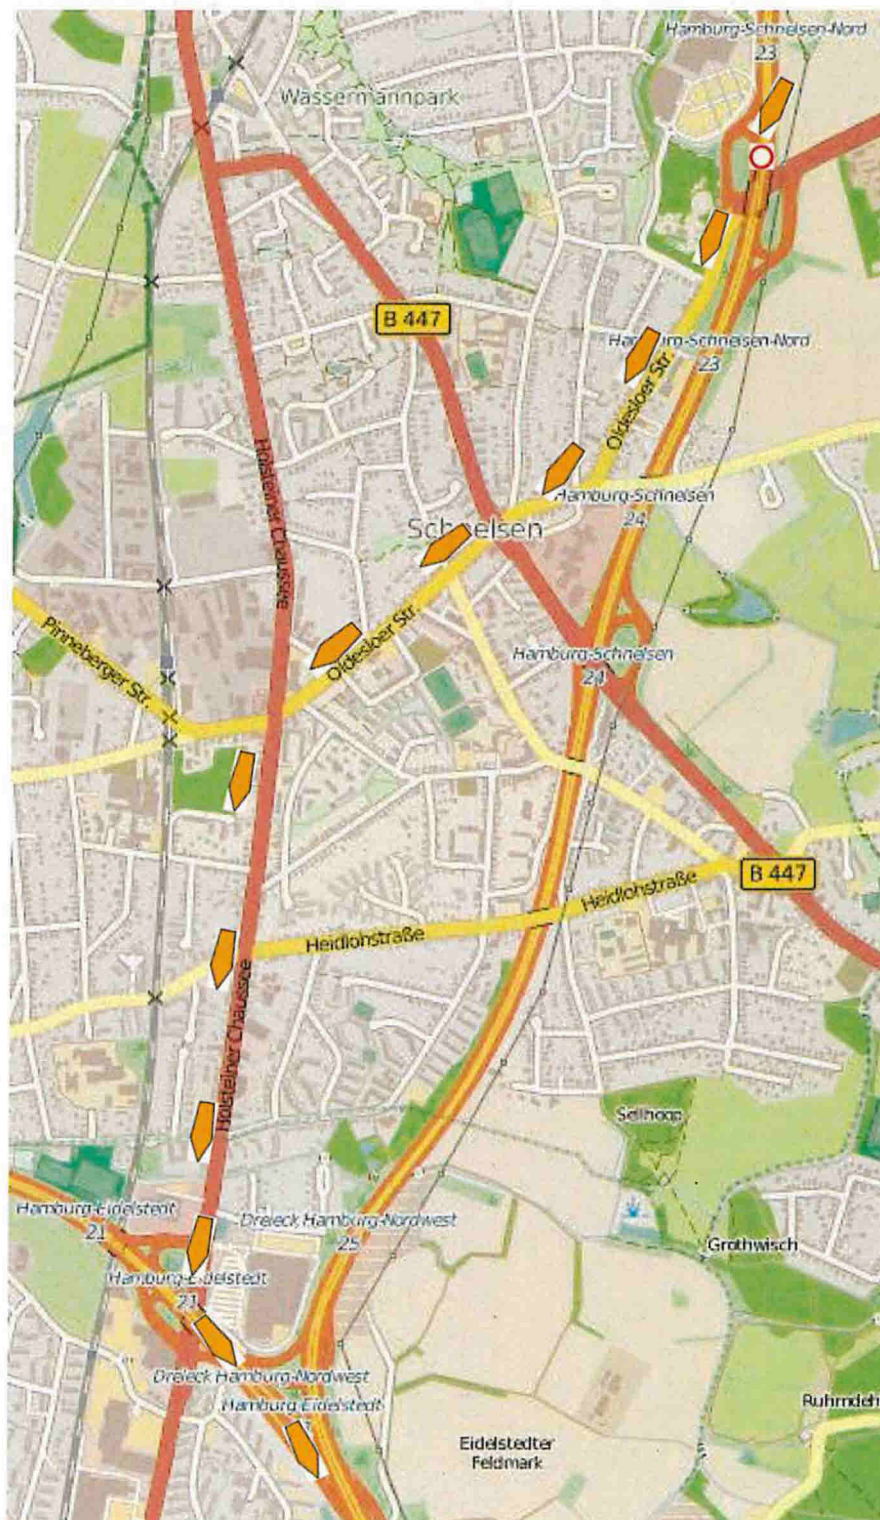 Hamburg-Schnelsen-Nord
23
Wassermannpark
B 447
Hamburg-Schnelsen-Nord
23
Oldesloer Str.
Holsteiner Chaussee
Hamburg-Schnelsen
24
Schnelsen
Pinneberger Str.
Oldesloer Str.
Hamburg-Schnelsen
24
B 447
Heidlohstraße
Heidlohstraße
Holsteiner Chaussee
Sellhoop
Hamburg-Eidelstedt
21
Dreieck Hamburg-Nordwest
25
Grothwisch
Hamburg-Eidelstedt
21
Dreieck Hamburg-Nordwest
Hamburg-Eidelstedt
Ruhmdeh
Eidelstedter
Feldmark